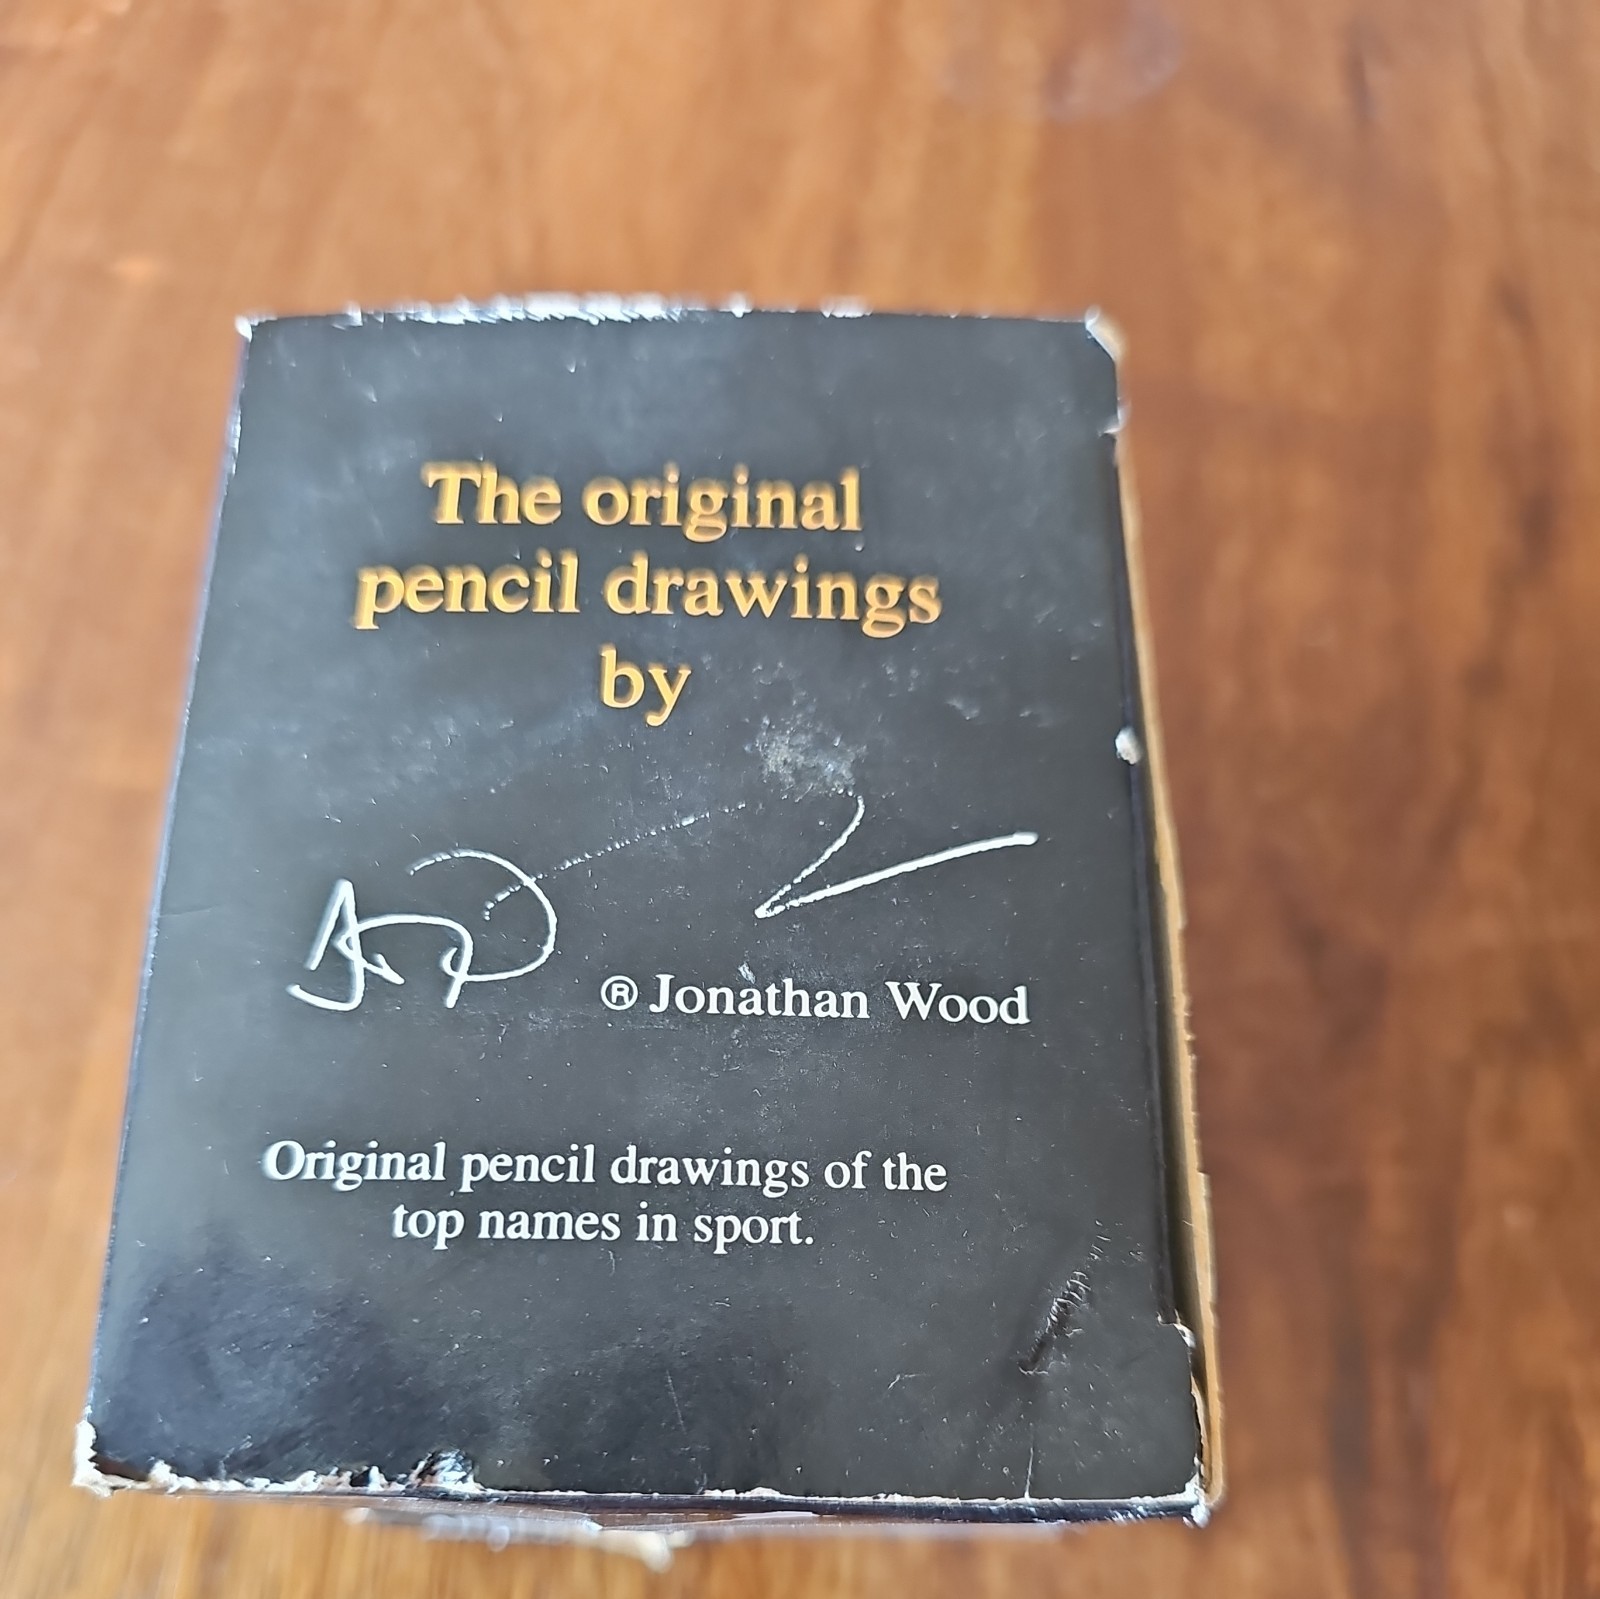 The original
pencil drawings
by
® Jonathan Wood
Original pencil drawings of the
top names in sport.